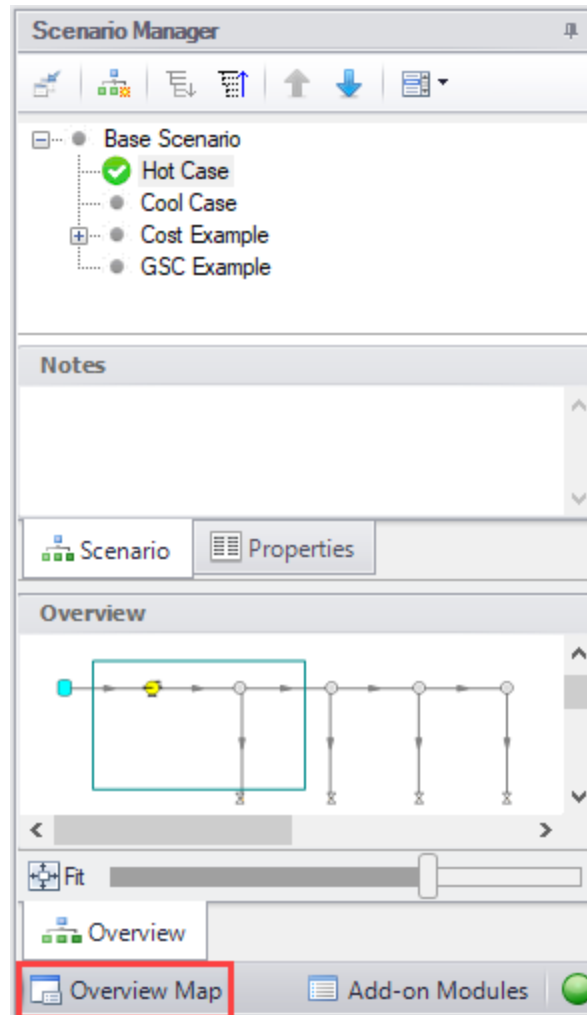 Scenario Manager
Base Scenario
Hot Case
Cool Case
Cost Example
GSC Example
Notes
Scenario Properties
Overview
Fit
Overview
Overview Map Add-on Modules